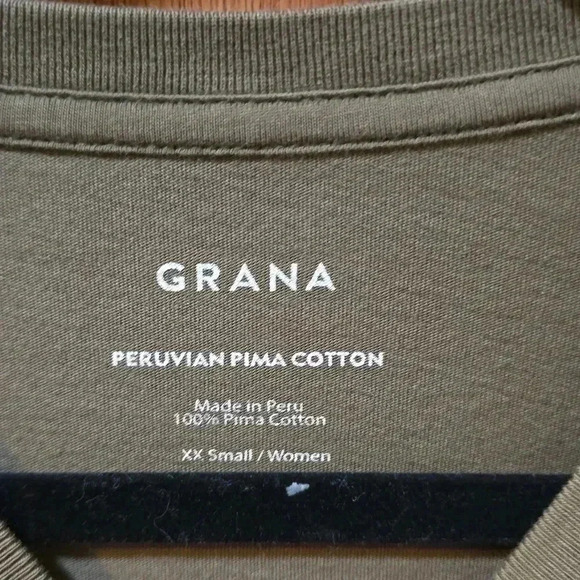 GRANA
PERUVIAN PIMA COTTON
Made in Peru
100% Pima Cotton
XX Small / Women